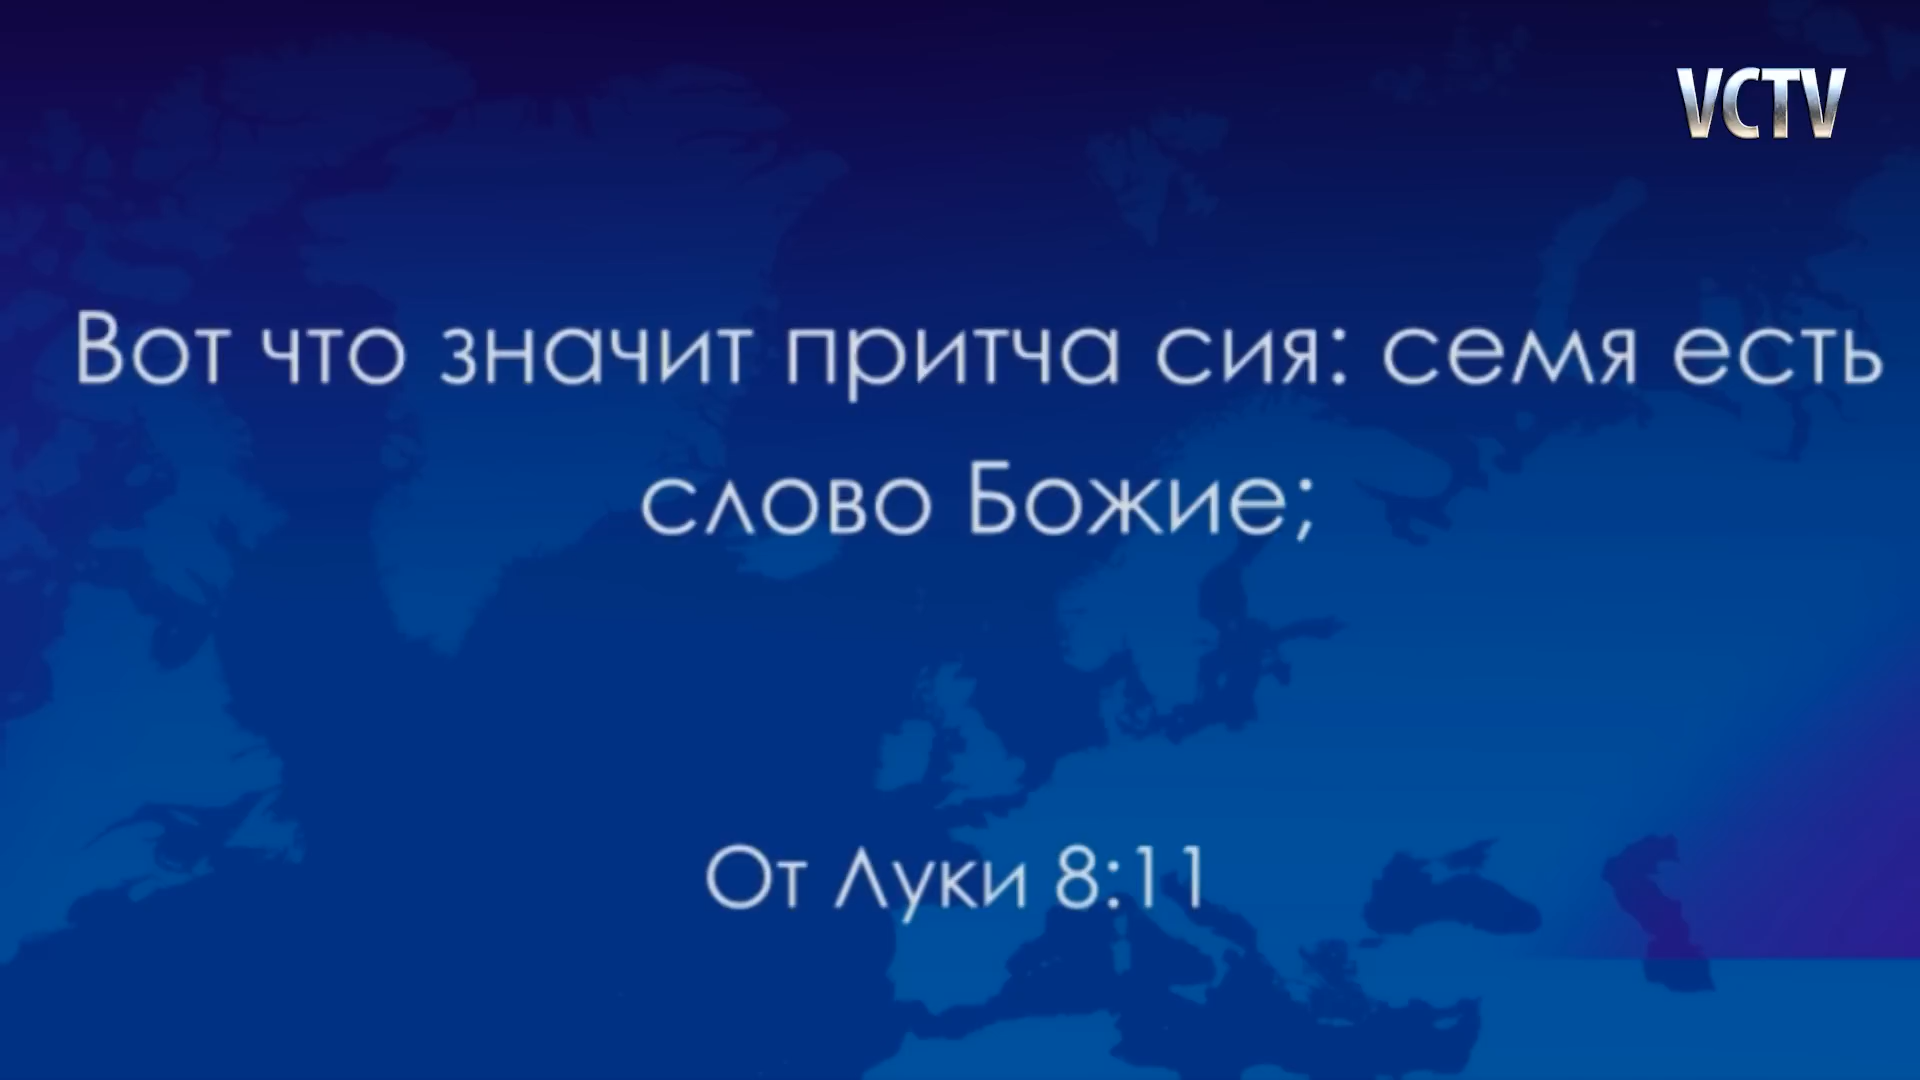 VCTV
Вот что значит притча сия: семя есть
слово Божие;
От Луки 8:11